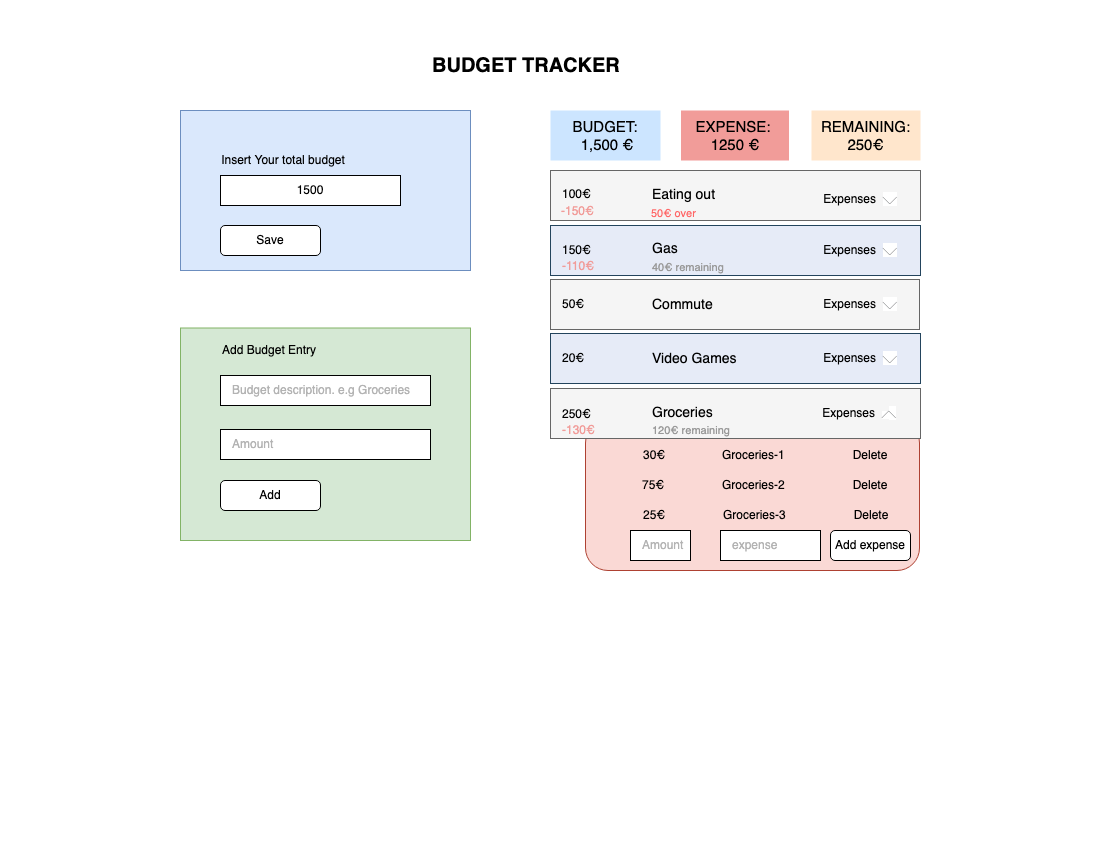 BUDGET TRACKER
Insert Your total budget
1500
Save
Add Budget Entry
Budget description. e.g Groceries
Amount
Add
BUDGET:
1,500 €
EXPENSE:
1250 €
REMAINING:
250€
100€ Eating out Expenses
-150€ 50€ over
150€ Gas Expenses
-110€ 40€ remaining
50€ Commute Expenses
20€ Video Games Expenses
250€ Groceries Expenses
-130€ 120€ remaining
30€ Groceries-1 Delete
75€ Groceries-2 Delete
25€ Groceries-3 Delete
Amount expense Add expense